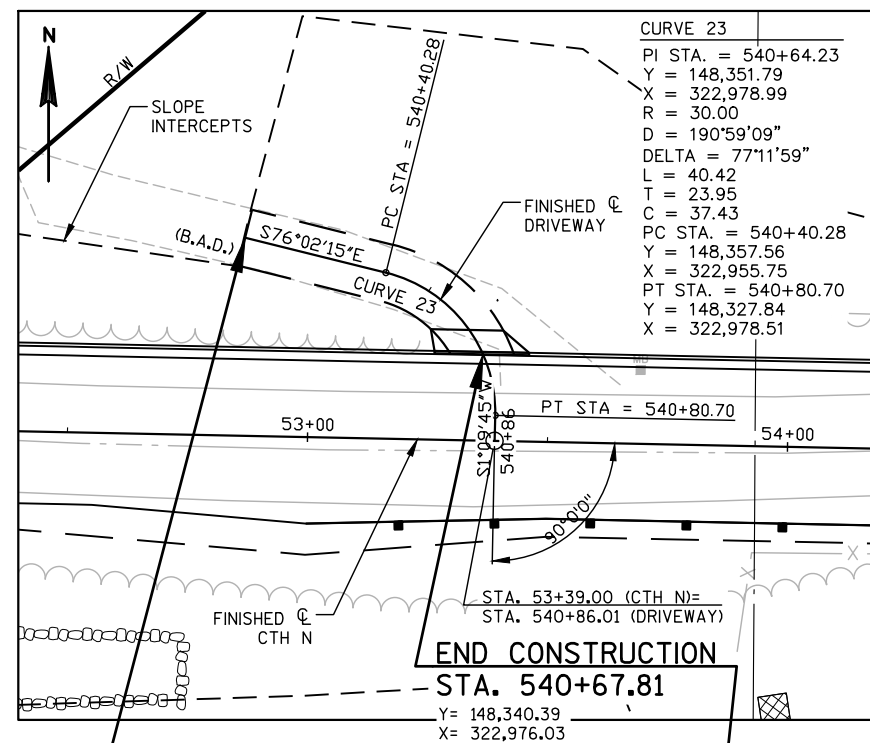 N
R/W
SLOPE
INTERCEPTS
PC STA = 540+40.28
FINISHED ℄
DRIVEWAY
(B.A.D.)
S76°02'15"E
CURVE 23
CURVE 23
PI STA. = 540+64.23
Y = 148,351.79
X = 322,978.99
R = 30.00
D = 190°59'09"
DELTA = 77°11'59"
L = 40.42
T = 23.95
C = 37.43
PC STA. = 540+40.28
Y = 148,357.56
X = 322,955.75
PT STA. = 540+80.70
Y = 148,327.84
X = 322,978.51
MB
53+00
S1°09'45"W
540+86
PT STA = 540+80.70
54+00
90°0'0"
X
X
FINISHED ℄
CTH N
STA. 53+39.00 (CTH N)=
STA. 540+86.01 (DRIVEWAY)
END CONSTRUCTION
STA. 540+67.81
Y= 148,340.39
X= 322,976.03